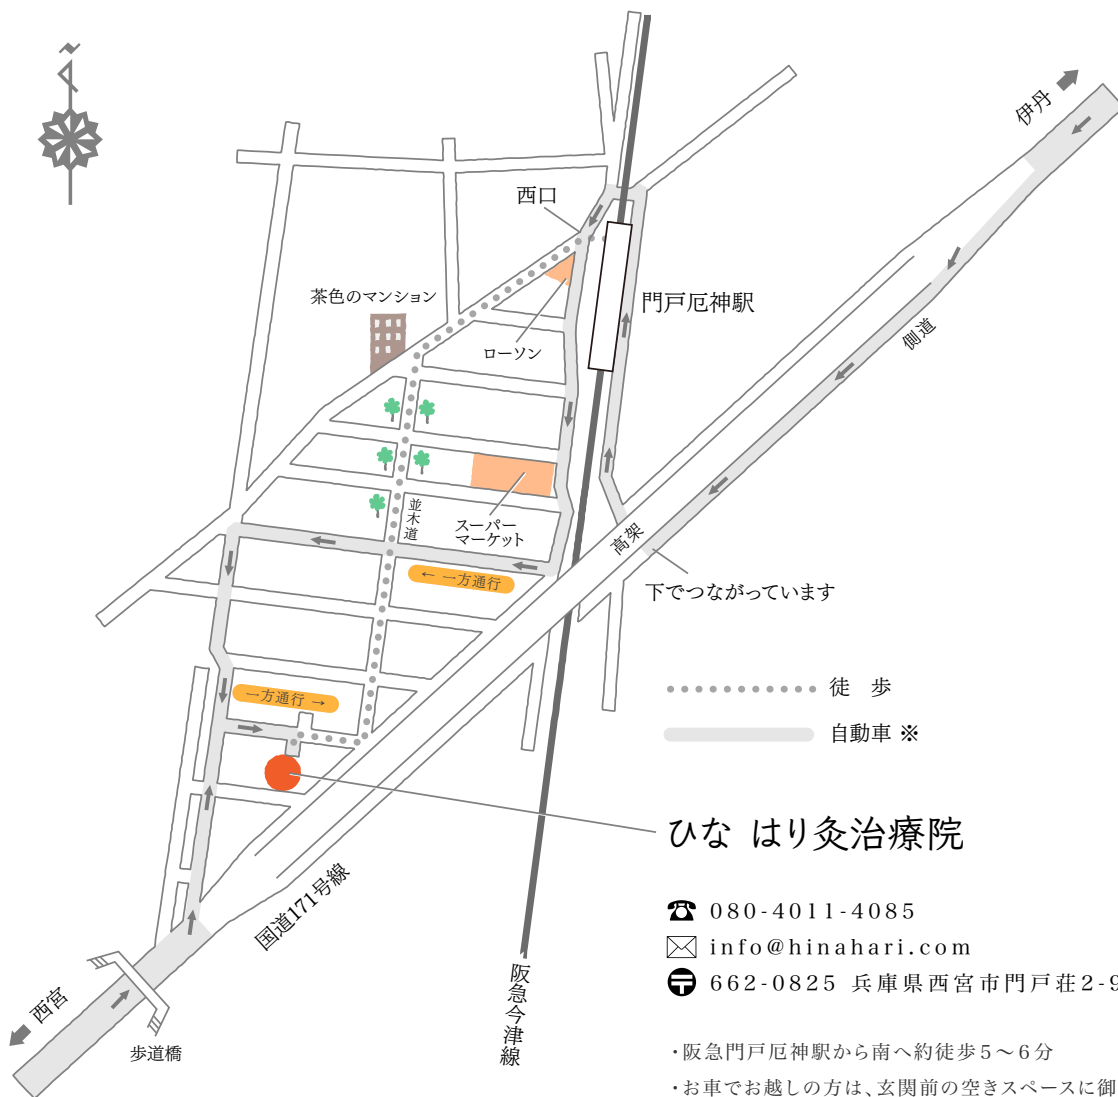 伊丹
西口
茶色のマンション
門戸厄神駅
ローソン
側道
並木道
スーパー
マーケット
高架
← 一方通行
下でつながっています
徒 歩
一方通行 →
自動車 ※
ひな はり灸治療院
国道171号線
080-4011-4085
info@hinahari.com
662-0825 兵庫県西宮市門戸荘2-9
阪急今津線
西宮
歩道橋
・阪急門戸厄神駅から南へ約徒歩5～6分
・お車でお越しの方は、玄関前の空きスペースに御